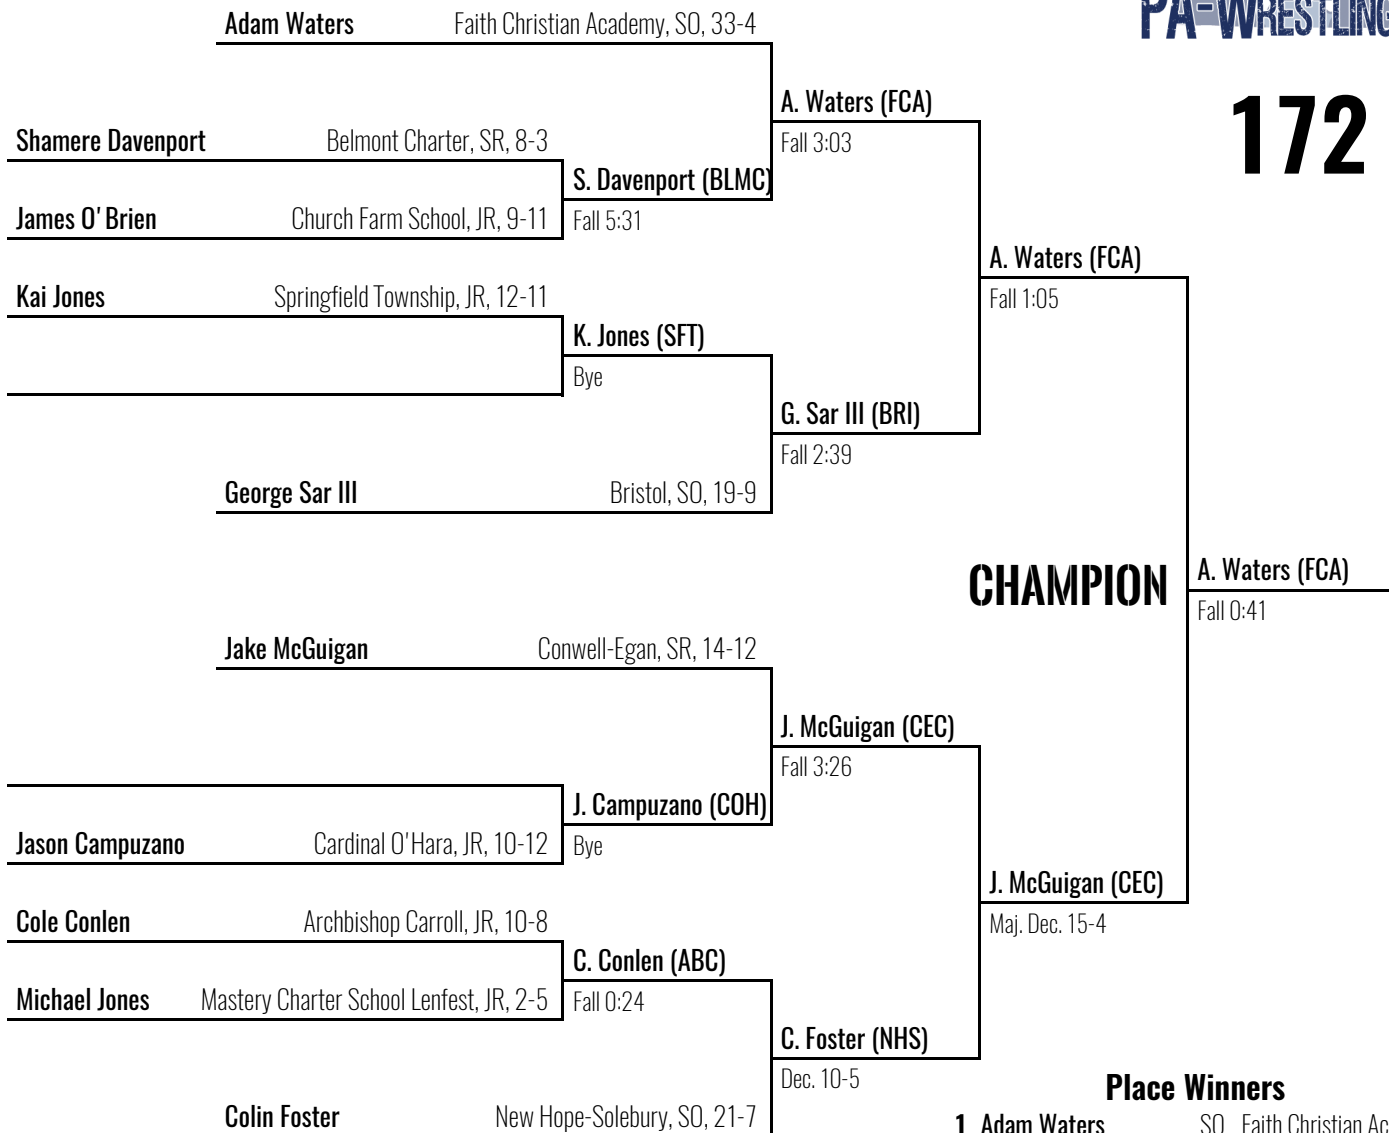 PA-WRESTLING
172
Adam Waters Faith Christian Academy, SO, 33-4
A. Waters (FCA)
Fall 3:03
Shamere Davenport Belmont Charter, SR, 8-3
S. Davenport (BLMC)
Fall 5:31
James O'Brien Church Farm School, JR, 9-11
A. Waters (FCA)
Fall 1:05
Kai Jones Springfield Township, JR, 12-11
K. Jones (SFT)
Bye
G. Sar III (BRI)
Fall 2:39
George Sar III Bristol, SO, 19-9
CHAMPION
A. Waters (FCA)
Fall 0:41
Jake McGuigan Conwell-Egan, SR, 14-12
J. McGuigan (CEC)
Fall 3:26
J. Campuzano (COH)
Bye
Jason Campuzano Cardinal O'Hara, JR, 10-12
J. McGuigan (CEC)
Maj. Dec. 15-4
Cole Conlen Archbishop Carroll, JR, 10-8
C. Conlen (ABC)
Fall 0:24
Michael Jones Mastery Charter School Lenfest, JR, 2-5
C. Foster (NHS)
Dec. 10-5
Colin Foster New Hope-Solebury, SO, 21-7
Place Winners
1 Adam Waters SO Faith Christian Ac